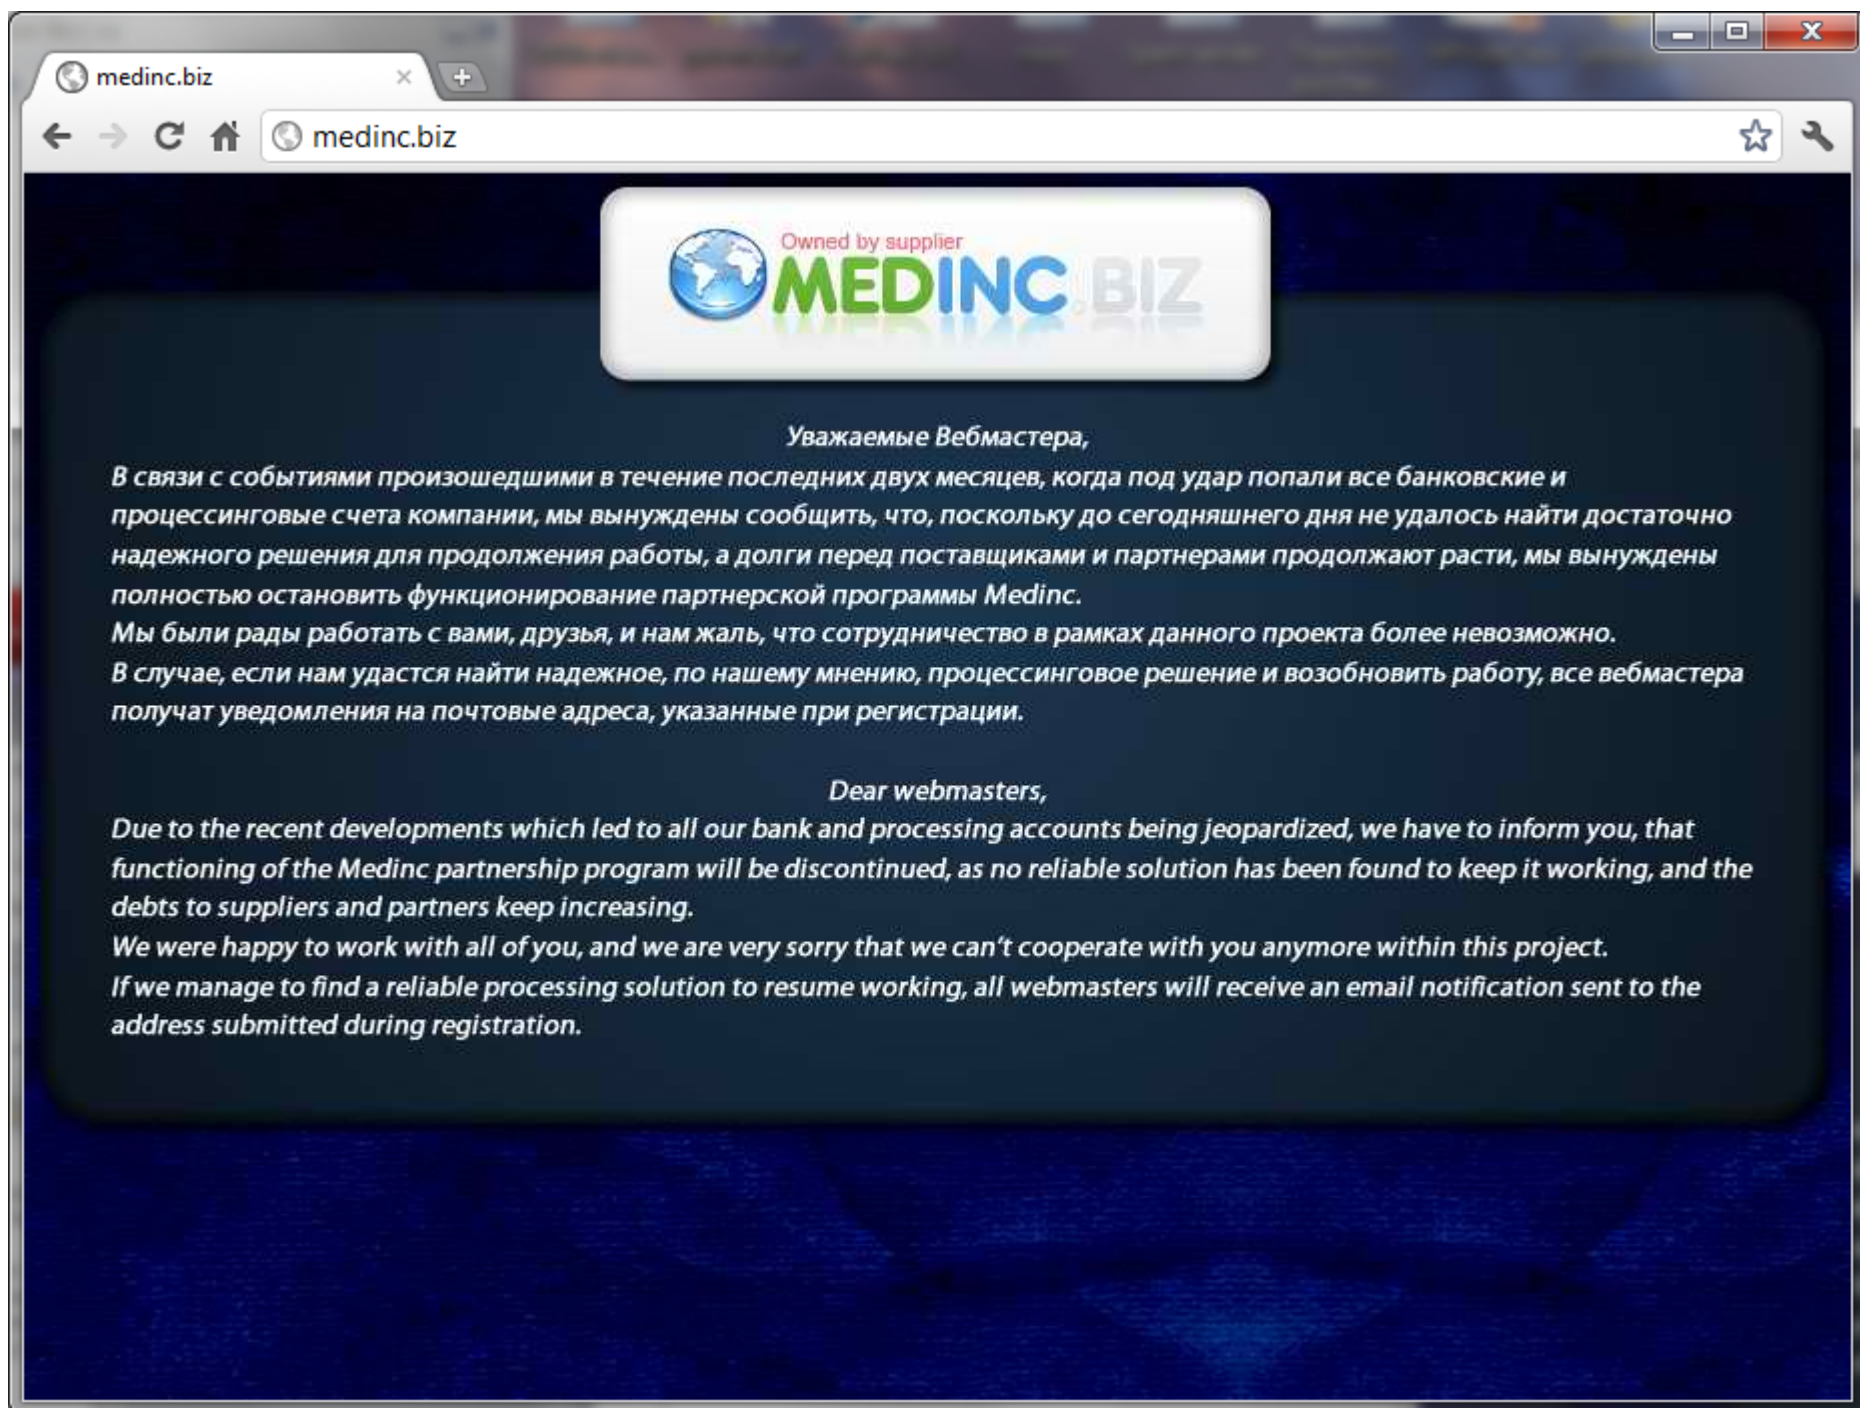 medinc.biz
medinc.biz
Owned by supplier
MEDINC.BIZ
Уважаемые Вебмастера,
В связи с событиями произошедшими в течение последних двух месяцев, когда под удар попали все банковские и
процессинговые счета компании, мы вынуждены сообщить, что, поскольку до сегодняшнего дня не удалось найти достаточно
надежного решения для продолжения работы, а долги перед поставщиками и партнерами продолжают расти, мы вынуждены
полностью остановить функционирование партнерской программы Medinc.
Мы были рады работать с вами, друзья, и нам жаль, что сотрудничество в рамках данного проекта более невозможно.
В случае, если нам удастся найти надежное, по нашему мнению, процессинговое решение и возобновить работу, все вебмастера
получат уведомления на почтовые адреса, указанные при регистрации.
Dear webmasters,
Due to the recent developments which led to all our bank and processing accounts being jeopardized, we have to inform you, that
functioning of the Medinc partnership program will be discontinued, as no reliable solution has been found to keep it working, and the
debts to suppliers and partners keep increasing.
We were happy to work with all of you, and we are very sorry that we can't cooperate with you anymore within this project.
If we manage to find a reliable processing solution to resume working, all webmasters will receive an email notification sent to the
address submitted during registration.